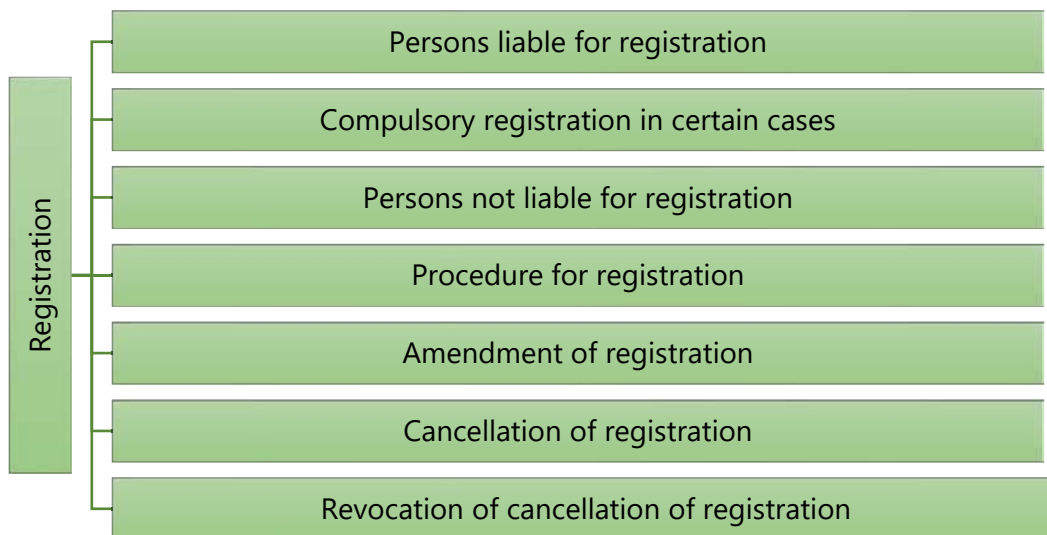 Registration
Persons liable for registration
Compulsory registration in certain cases
Persons not liable for registration
Procedure for registration
Amendment of registration
Cancellation of registration
Revocation of cancellation of registration